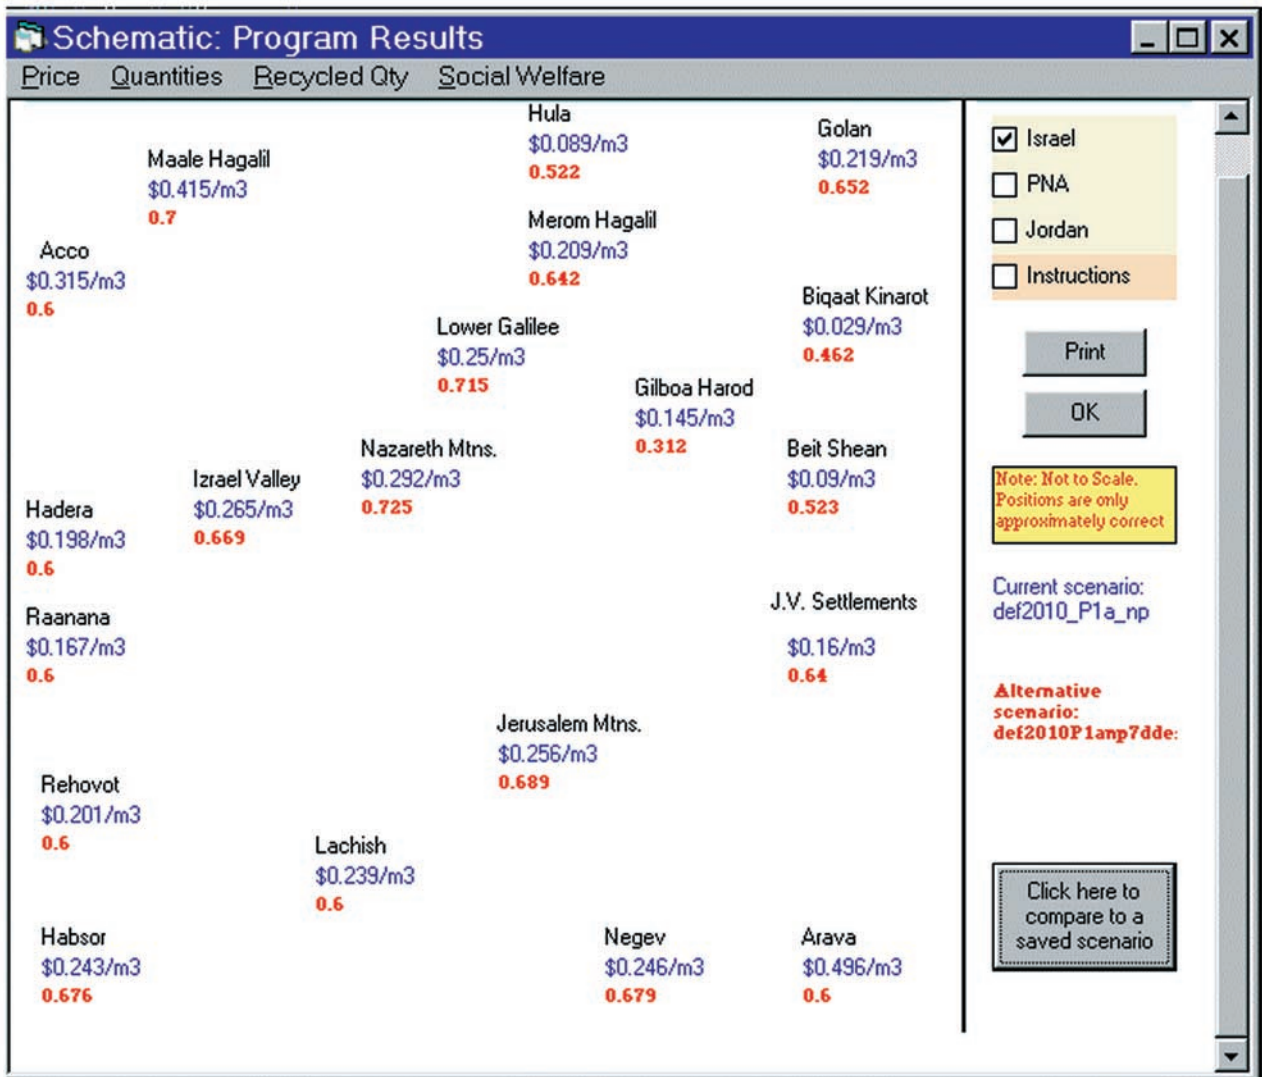 Schematic: Program Results
Price Quantities Recycled Qty Social Welfare
Hula
$0.089/m3
0.522
Golan
$0.219/m3
0.652
Maale Hagalil
$0.415/m3
0.7
Merom Hagalil
$0.209/m3
0.642
Acco
$0.315/m3
0.6
Biqaat Kinarot
$0.029/m3
0.462
Lower Galilee
$0.25/m3
0.715
Gilboa Harod
$0.145/m3
0.312
Nazareth Mtns.
$0.292/m3
0.725
Beit Shean
$0.09/m3
0.523
Izrael Valley
$0.265/m3
0.669
Hadera
$0.198/m3
0.6
J.V. Settlements
$0.16/m3
0.64
Raanana
$0.167/m3
0.6
Jerusalem Mtns.
$0.256/m3
0.689
Rehovot
$0.201/m3
0.6
Lachish
$0.239/m3
0.6
Habsor
$0.243/m3
0.676
Negev
$0.246/m3
0.679
Arava
$0.496/m3
0.6
Israel
PNA
Jordan
Instructions
Print
OK
Note: Not to Scale.
Positions are only
approximately correct
Current scenario:
def2010_P1a_np
Alternative
scenario:
def2010P1anp7dde:
Click here to
compare to a
saved scenario